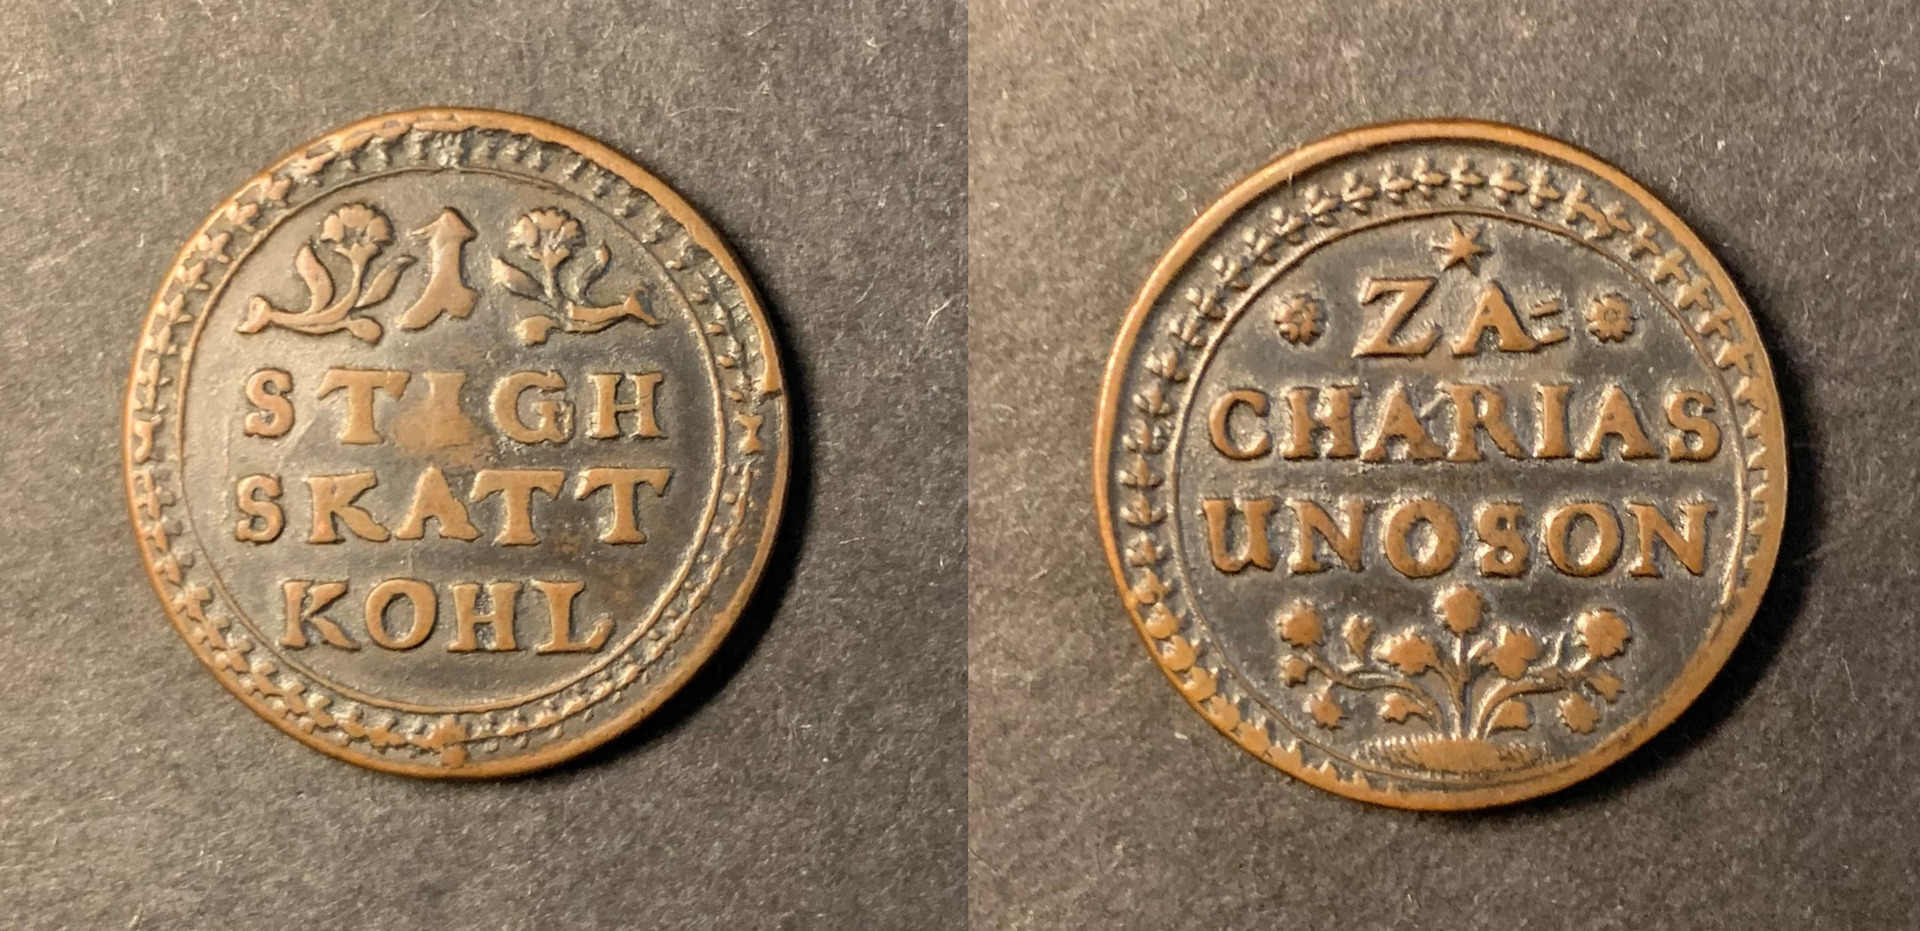 1
STIGH
SKATT
KOHL
ZA=
CHARIAS
UNOSON